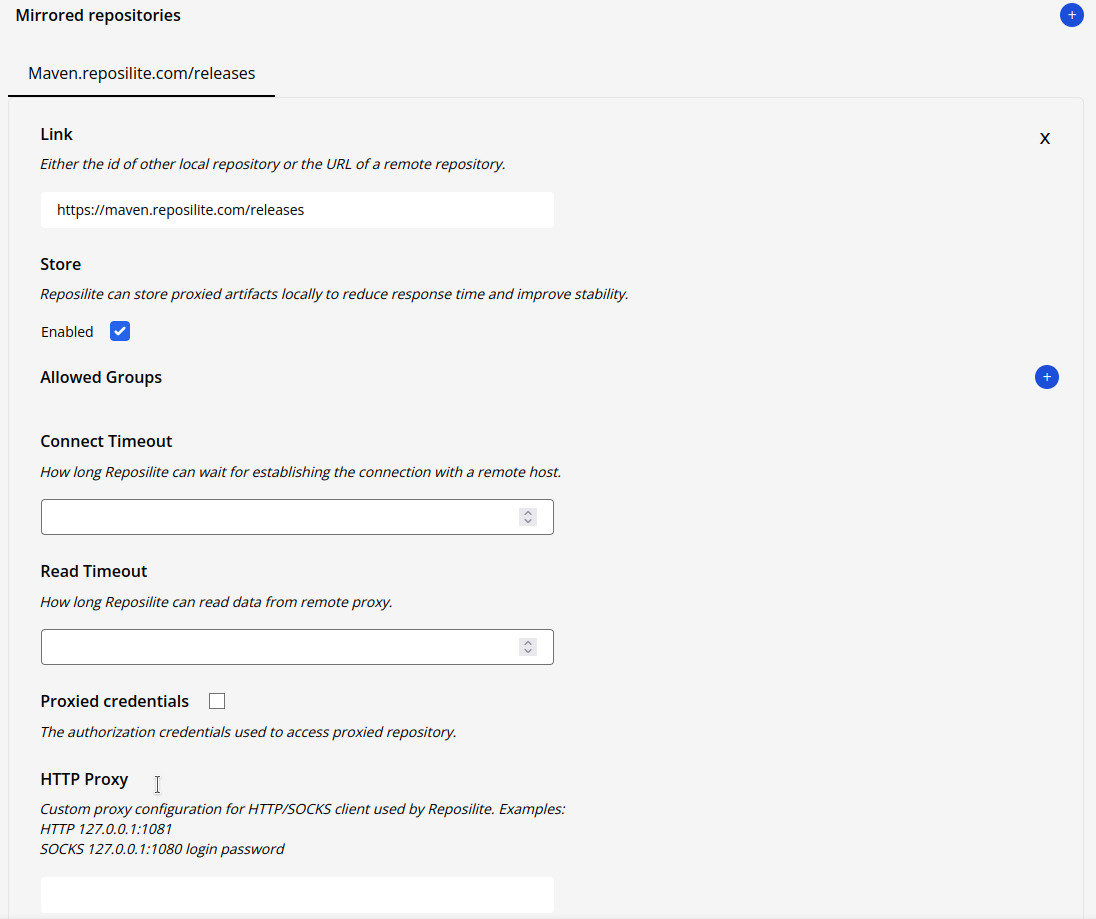 Mirrored repositories
+
Maven.reposilite.com/releases
Link
X
Either the id of other local repository or the URL of a remote repository.
https://maven.reposilite.com/releases
Store
Reposilite can store proxied artifacts locally to reduce response time and improve stability.
Enabled
Allowed Groups
+
Connect Timeout
How long Reposilite can wait for establishing the connection with a remote host.
Read Timeout
How long Reposilite can read data from remote proxy.
Proxied credentials
The authorization credentials used to access proxied repository.
HTTP Proxy
Custom proxy configuration for HTTP/SOCKS client used by Reposilite. Examples:
HTTP 127.0.0.1:1081
SOCKS 127.0.0.1:1080 login password